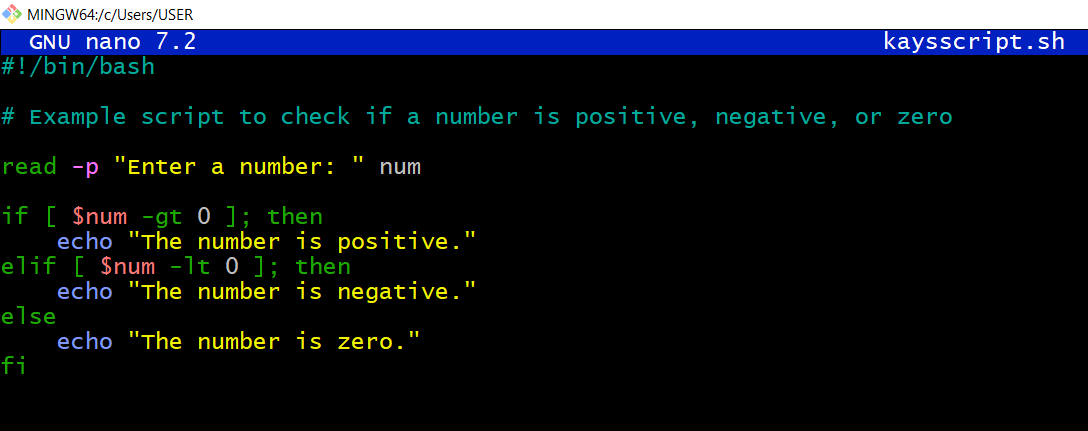 MINGW64:/c/Users/USER
GNU nano 7.2 kaysscript.sh
#!/bin/bash
# Example script to check if a number is positive, negative, or zero
read -p "Enter a number: " num
if [ $num -gt 0 ]; then
    echo "The number is positive."
elif [ $num -lt 0 ]; then
    echo "The number is negative."
else
    echo "The number is zero."
fi